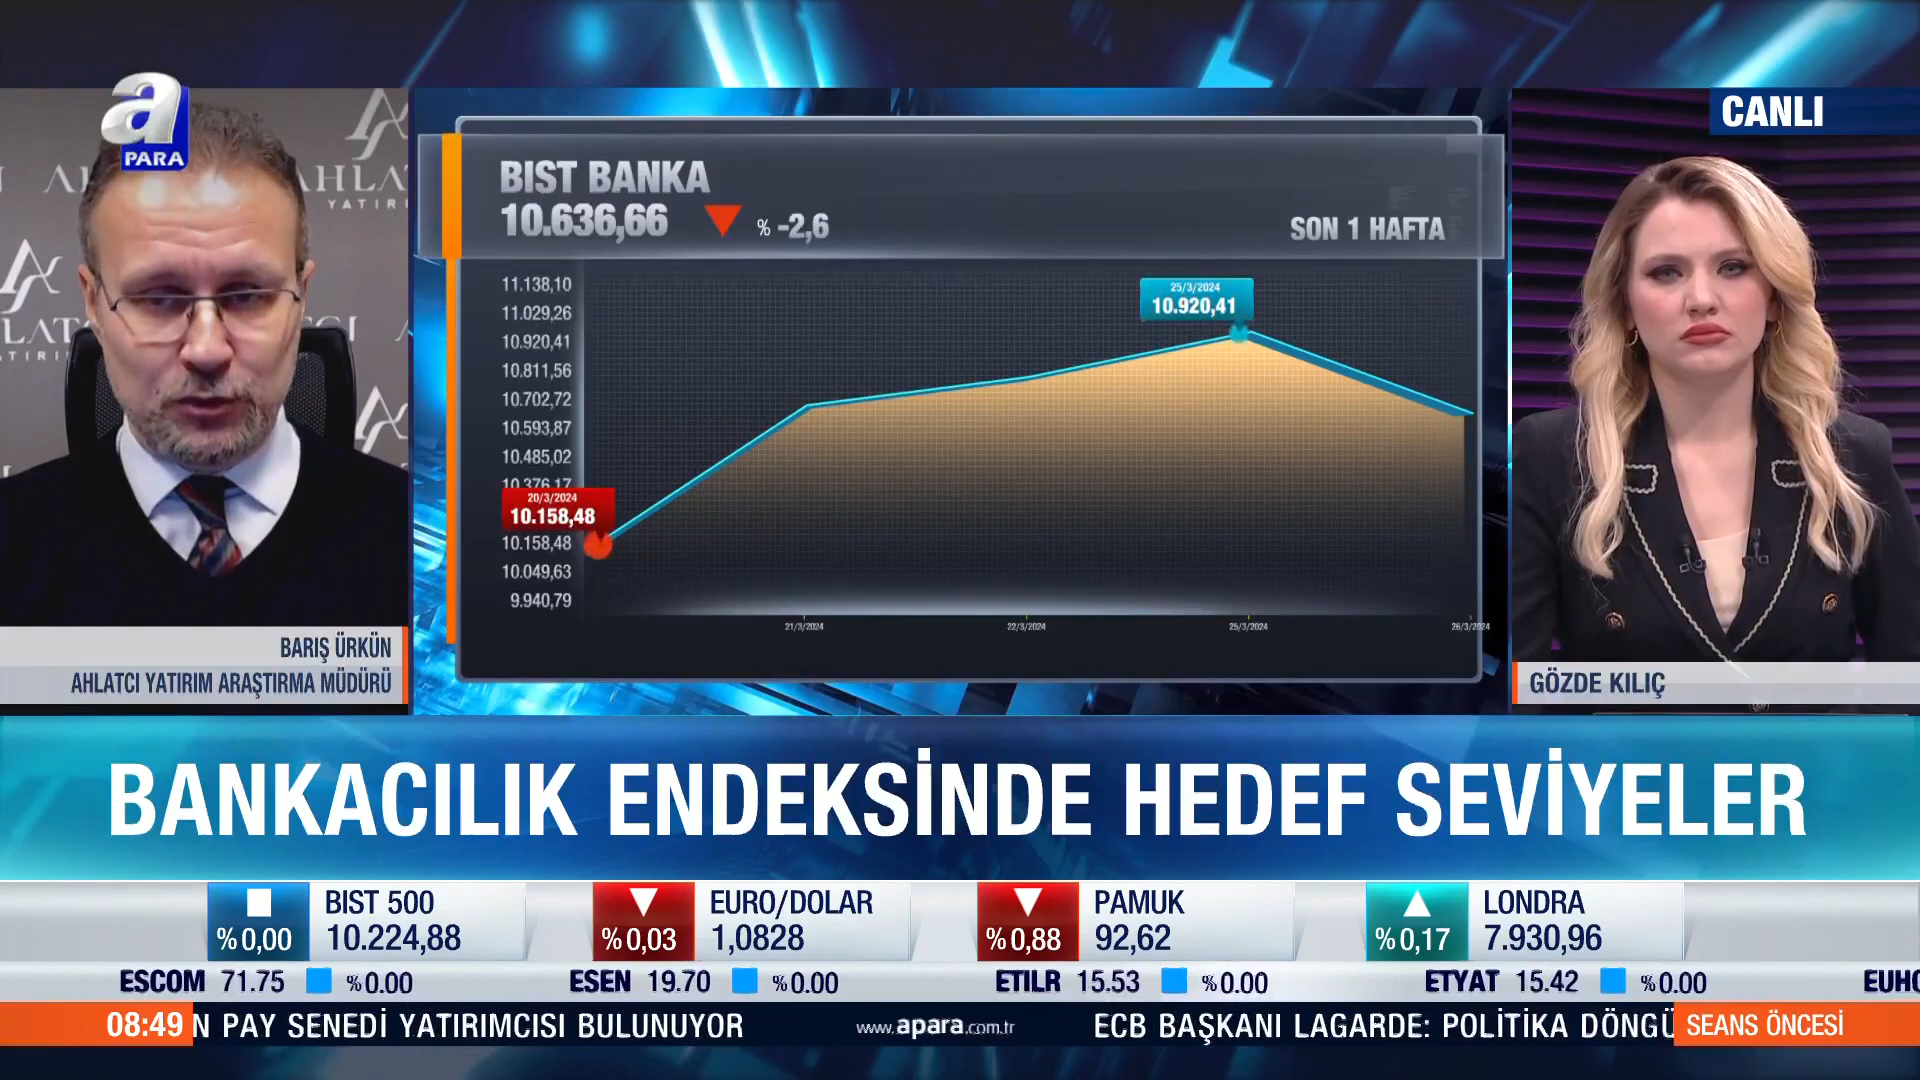 a
PARA
CANLI
AHLATCI
YATIRIM
BIST BANKA
10.636,66 % -2,6
SON 1 HAFTA
11.138,10
11.029,26
10.920,41
10.811,56
10.702,72
10.593,87
10.485,02
10.376,17
10.158,48
10.049,63
9.940,79
25/3/2024
10.920,41
20/3/2024
10.158,48
21/3/2024 22/3/2024 25/3/2024 26/3/2024
BARIŞ ÜRKÜN
AHLATCI YATIRIM ARAŞTIRMA MÜDÜRÜ
GÖZDE KILIÇ
BANKACILIK ENDEKSİNDE HEDEF SEVİYELER
%0,00 BIST 500 10.224,88
%0,03 EURO/DOLAR 1,0828
%0,88 PAMUK 92,62
%0,17 LONDRA 7.930,96
ESCOM 71.75 %0.00 ESEN 19.70 %0.00 ETILR 15.53 %0.00 ETYAT 15.42 %0.00 EUHO
08:49 N PAY SENEDİ YATIRIMCISI BULUNUYOR www.apara.com.tr ECB BAŞKANI LAGARDE: POLİTİKA DÖNGÜ SEANS ÖNCESİ